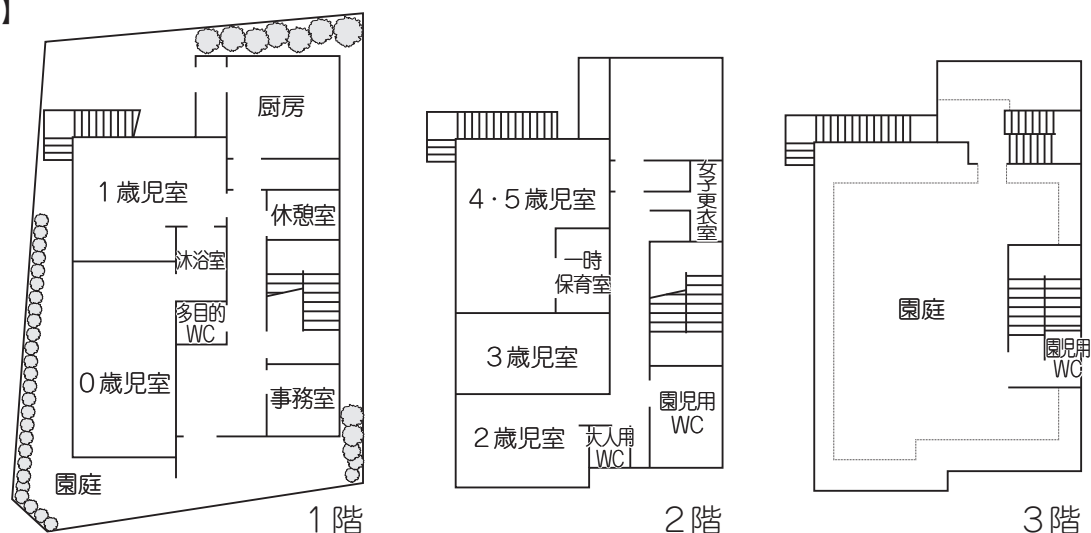 】
厨房
1歳児室
休憩室
沐浴室
多目的
WC
0歳児室
事務室
園庭
1階
女子更衣室
4・5歳児室
一時
保育室
3歳児室
園児用
WC
2歳児室
大人用
WC
2階
園庭
園児用
WC
3階